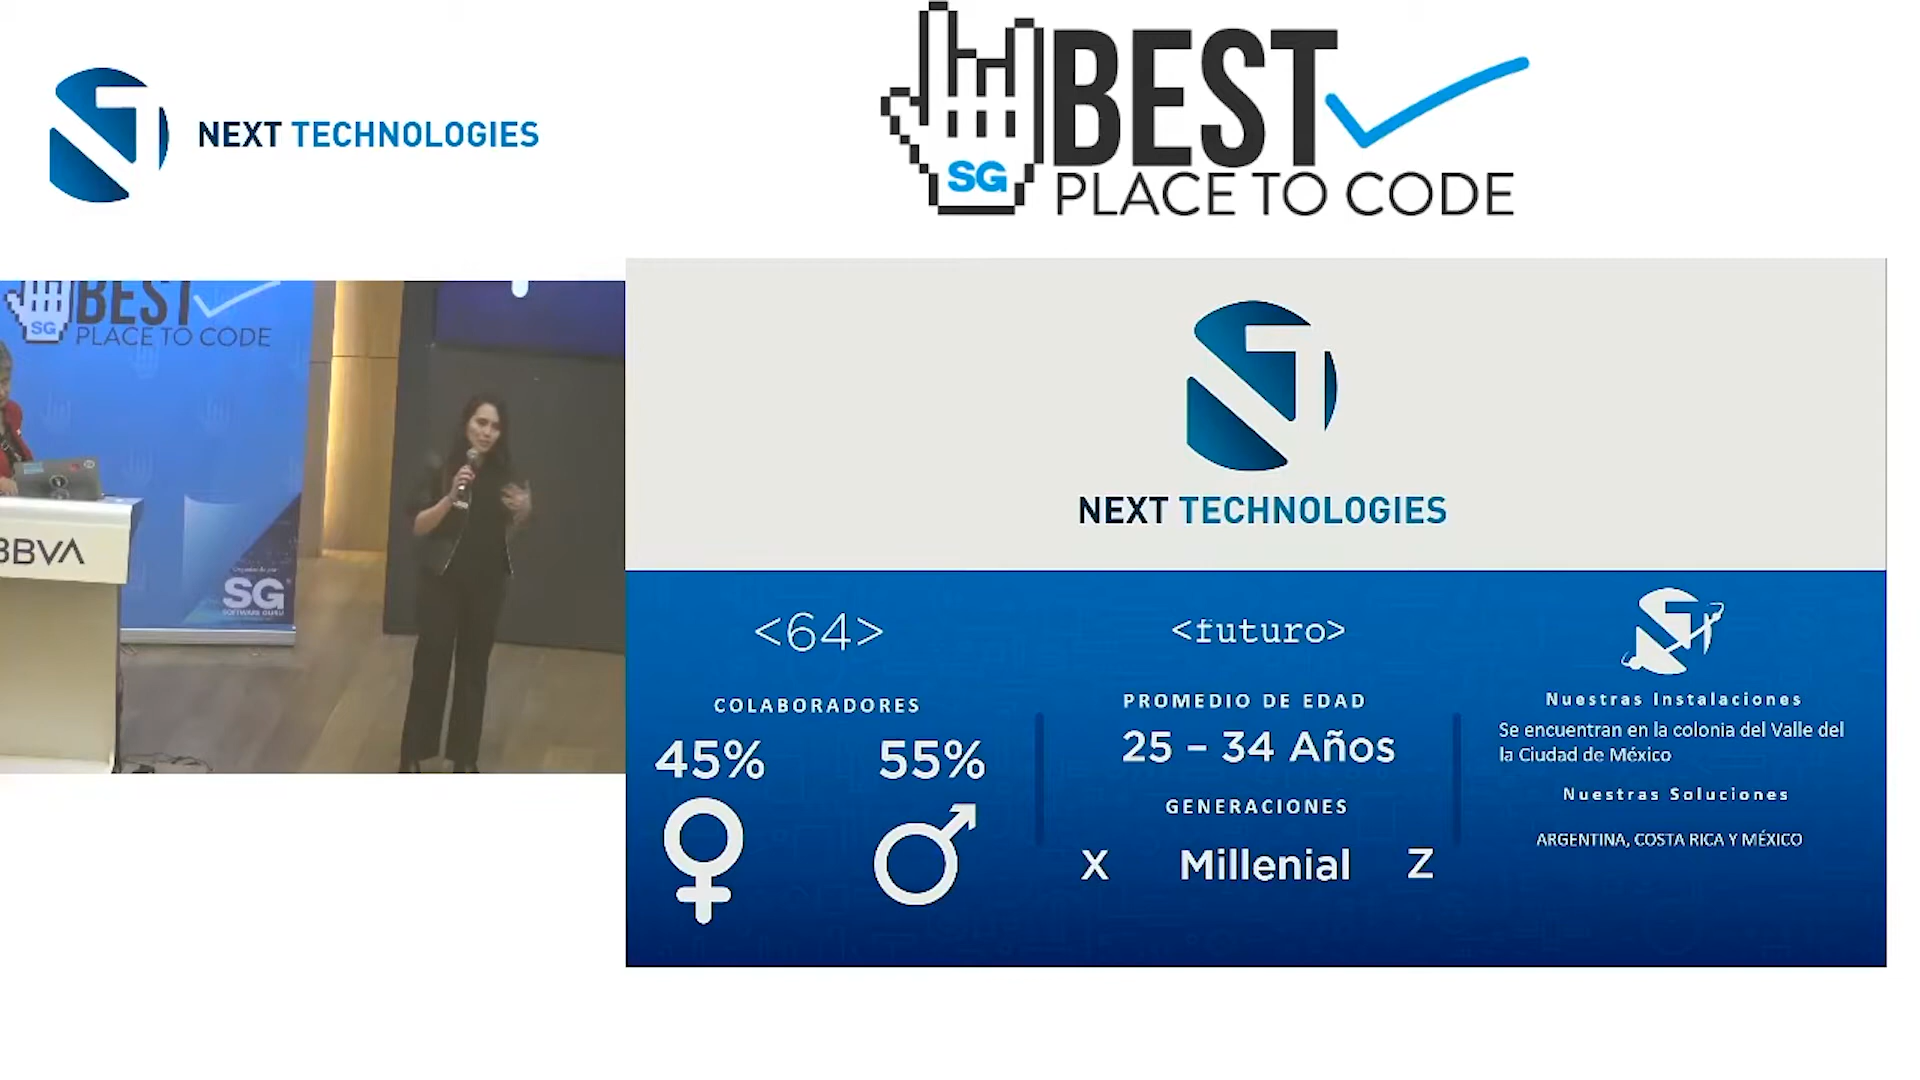 NEXT TECHNOLOGIES
BEST
SG
PLACE TO CODE
BEST
SG
PLACE TO CODE
BBVA
SG
SOFTWARE GURU
NEXT TECHNOLOGIES
<64>
COLABORADORES
45% 55%
<futuro>
PROMEDIO DE EDAD
25 – 34 Años
GENERACIONES
X Millenial Z
Nuestras Instalaciones
Se encuentran en la colonia del Valle del
la Ciudad de México
Nuestras Soluciones
ARGENTINA, COSTA RICA Y MÉXICO